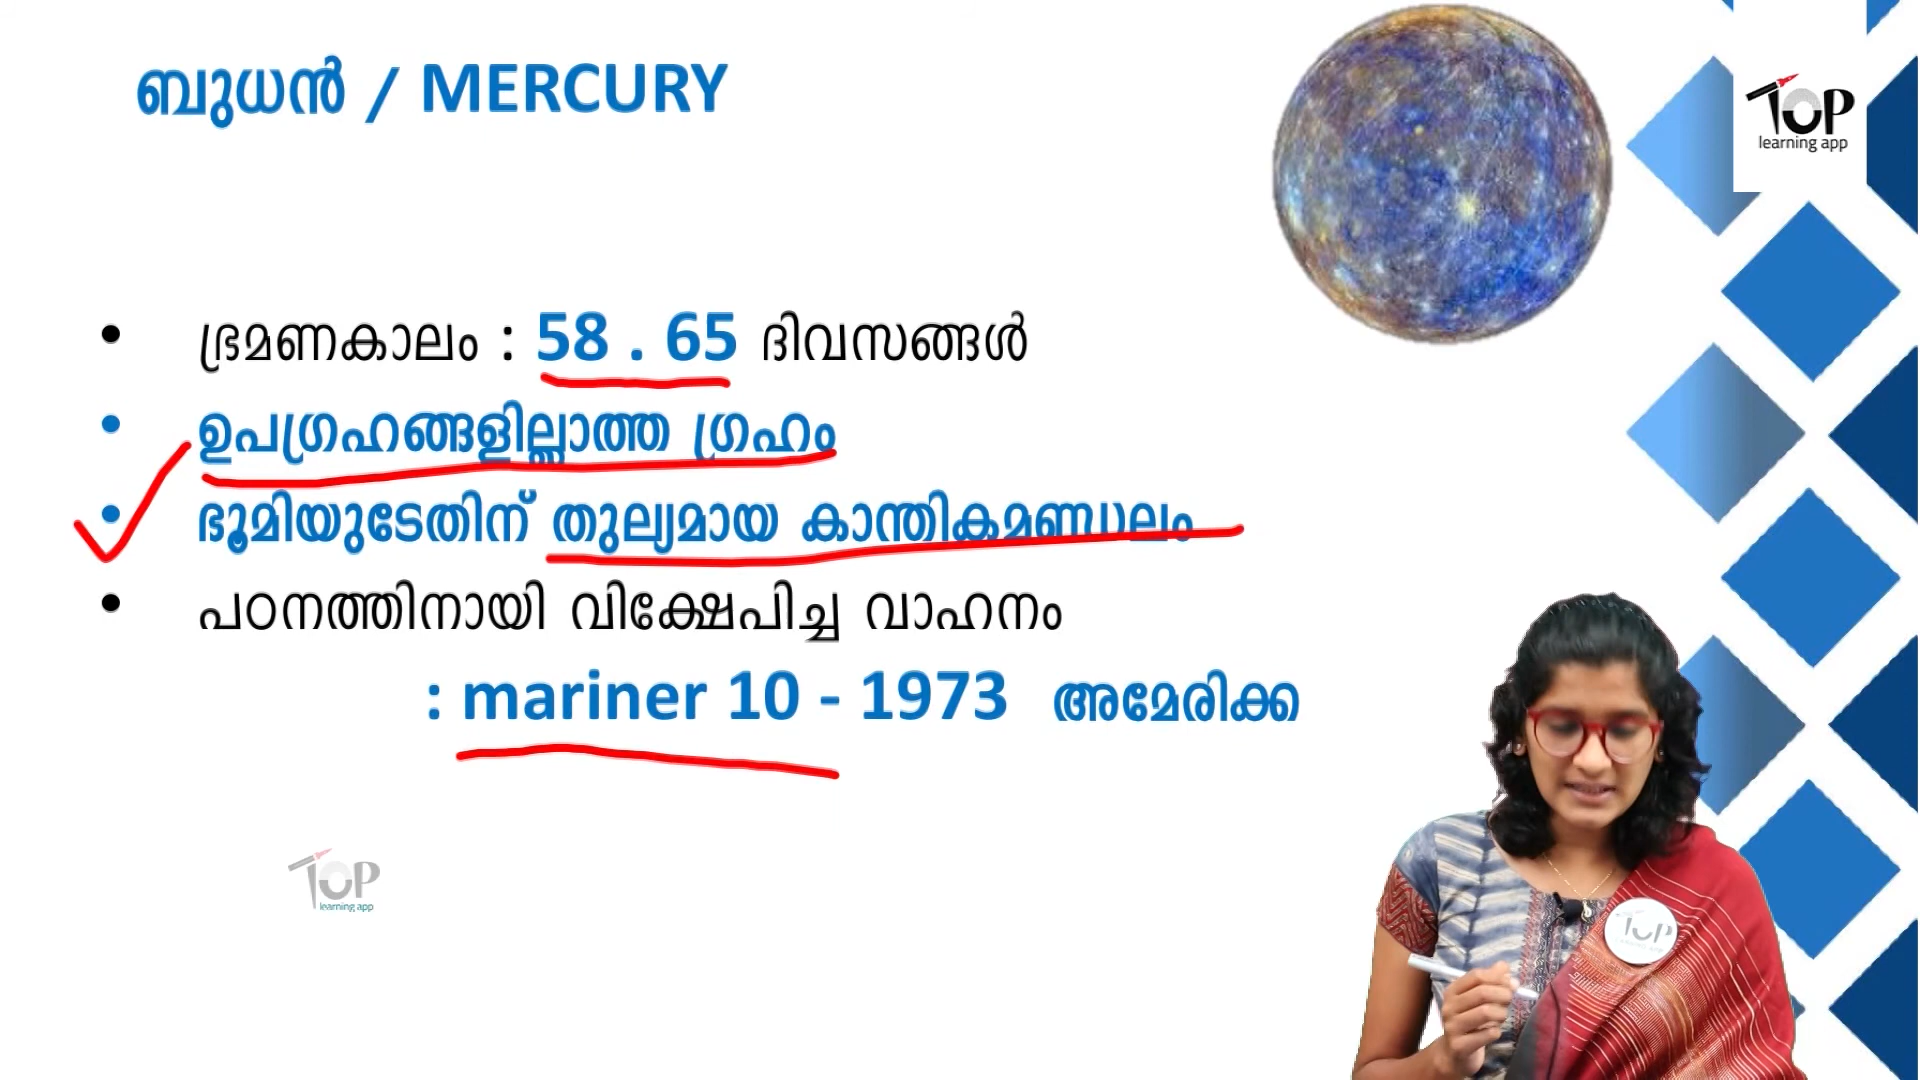 ബുധൻ / MERCURY
TOP
learning app
• ഭ്രമണകാലം : 58 . 65 ദിവസങ്ങൾ
• ഉപഗ്രഹങ്ങളില്ലാത്ത ഗ്രഹം
• ഭൂമിയുടേതിന് തുല്യമായ കാന്തികമണ്ഡലം
• പഠനത്തിനായി വിക്ഷേപിച്ച വാഹനം
: mariner 10 - 1973 അമേരിക്ക
TOP
learning app
TOP